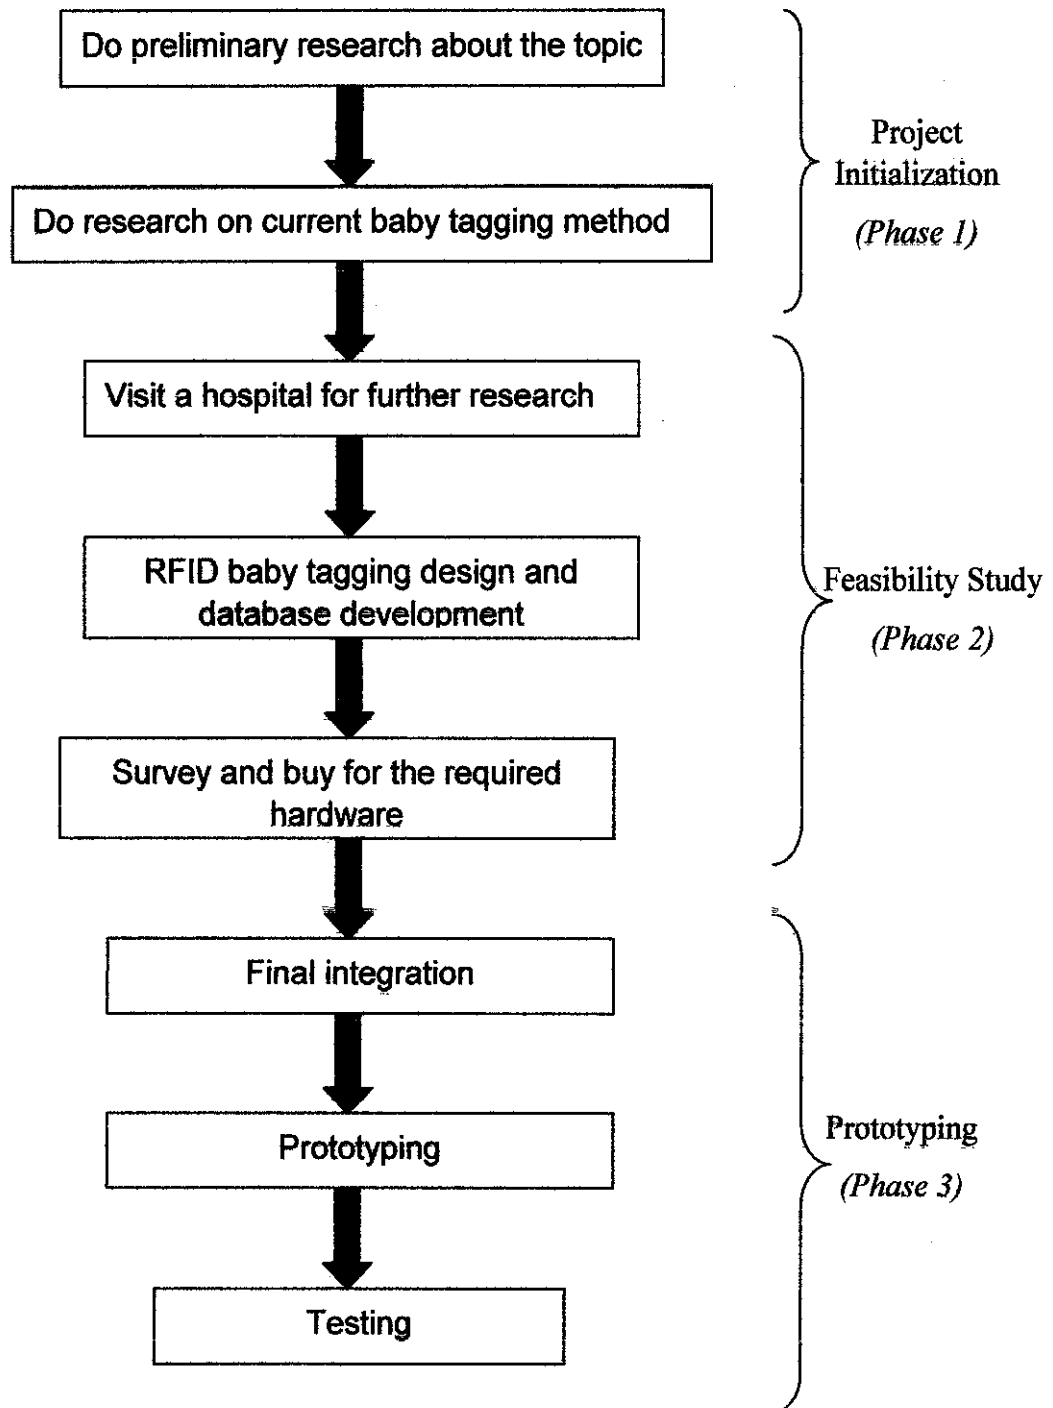 Do preliminary research about the topic
Do research on current baby tagging method
Project
Initialization
(Phase 1)
Visit a hospital for further research
RFID baby tagging design and
database development
Survey and buy for the required
hardware
Feasibility Study
(Phase 2)
Final integration
Prototyping
Testing
Prototyping
(Phase 3)